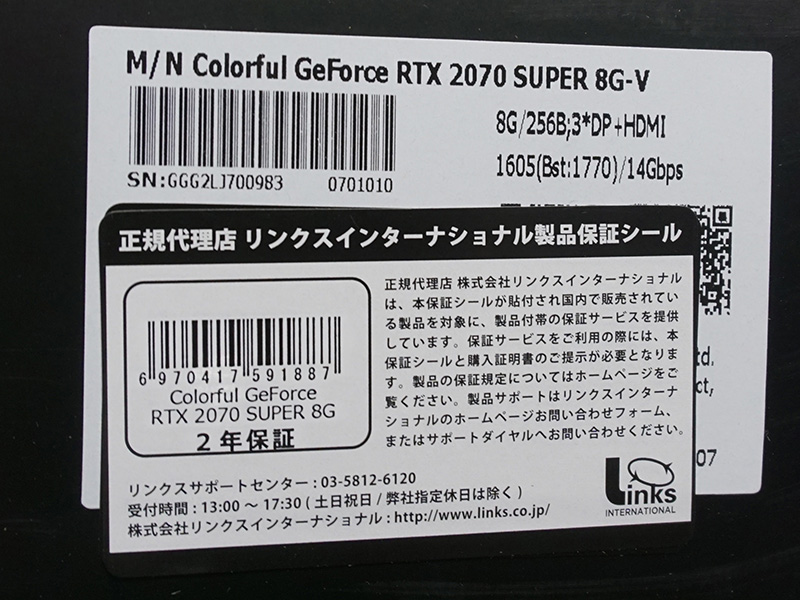 M/N Colorful GeForce RTX 2070 SUPER 8G-V
8G/256B;3*DP+HDMI
1605(Bst:1770)/14Gbps
SN:GGG2LJ700983 0701010
正規代理店 リンクスインターナショナル製品保証シール
正規代理店 株式会社リンクスインターナショナル
は、本保証シールが貼付され国内で販売されてい
る製品を対象に、製品付帯の保証サービスを提供
しています。保証サービスをご利用の際には、本
保証シールと購入証明書のご提示が必要となりま
す。製品の保証規定についてはホームページをご
覧ください。製品サポートはリンクスインターナ
ショナルのホームページお問い合わせフォーム、
またはサポートダイヤルへお問い合わせください。
6 970417 591887
Colorful GeForce
RTX 2070 SUPER 8G
2年保証
td.
ct,
07
リンクスサポートセンター : 03-5812-6120
受付時間 : 13:00 ～ 17:30 ( 土日祝日 / 弊社指定休日は除く )
株式会社リンクスインターナショナル : http://www.links.co.jp/
Links
INTERNATIONAL